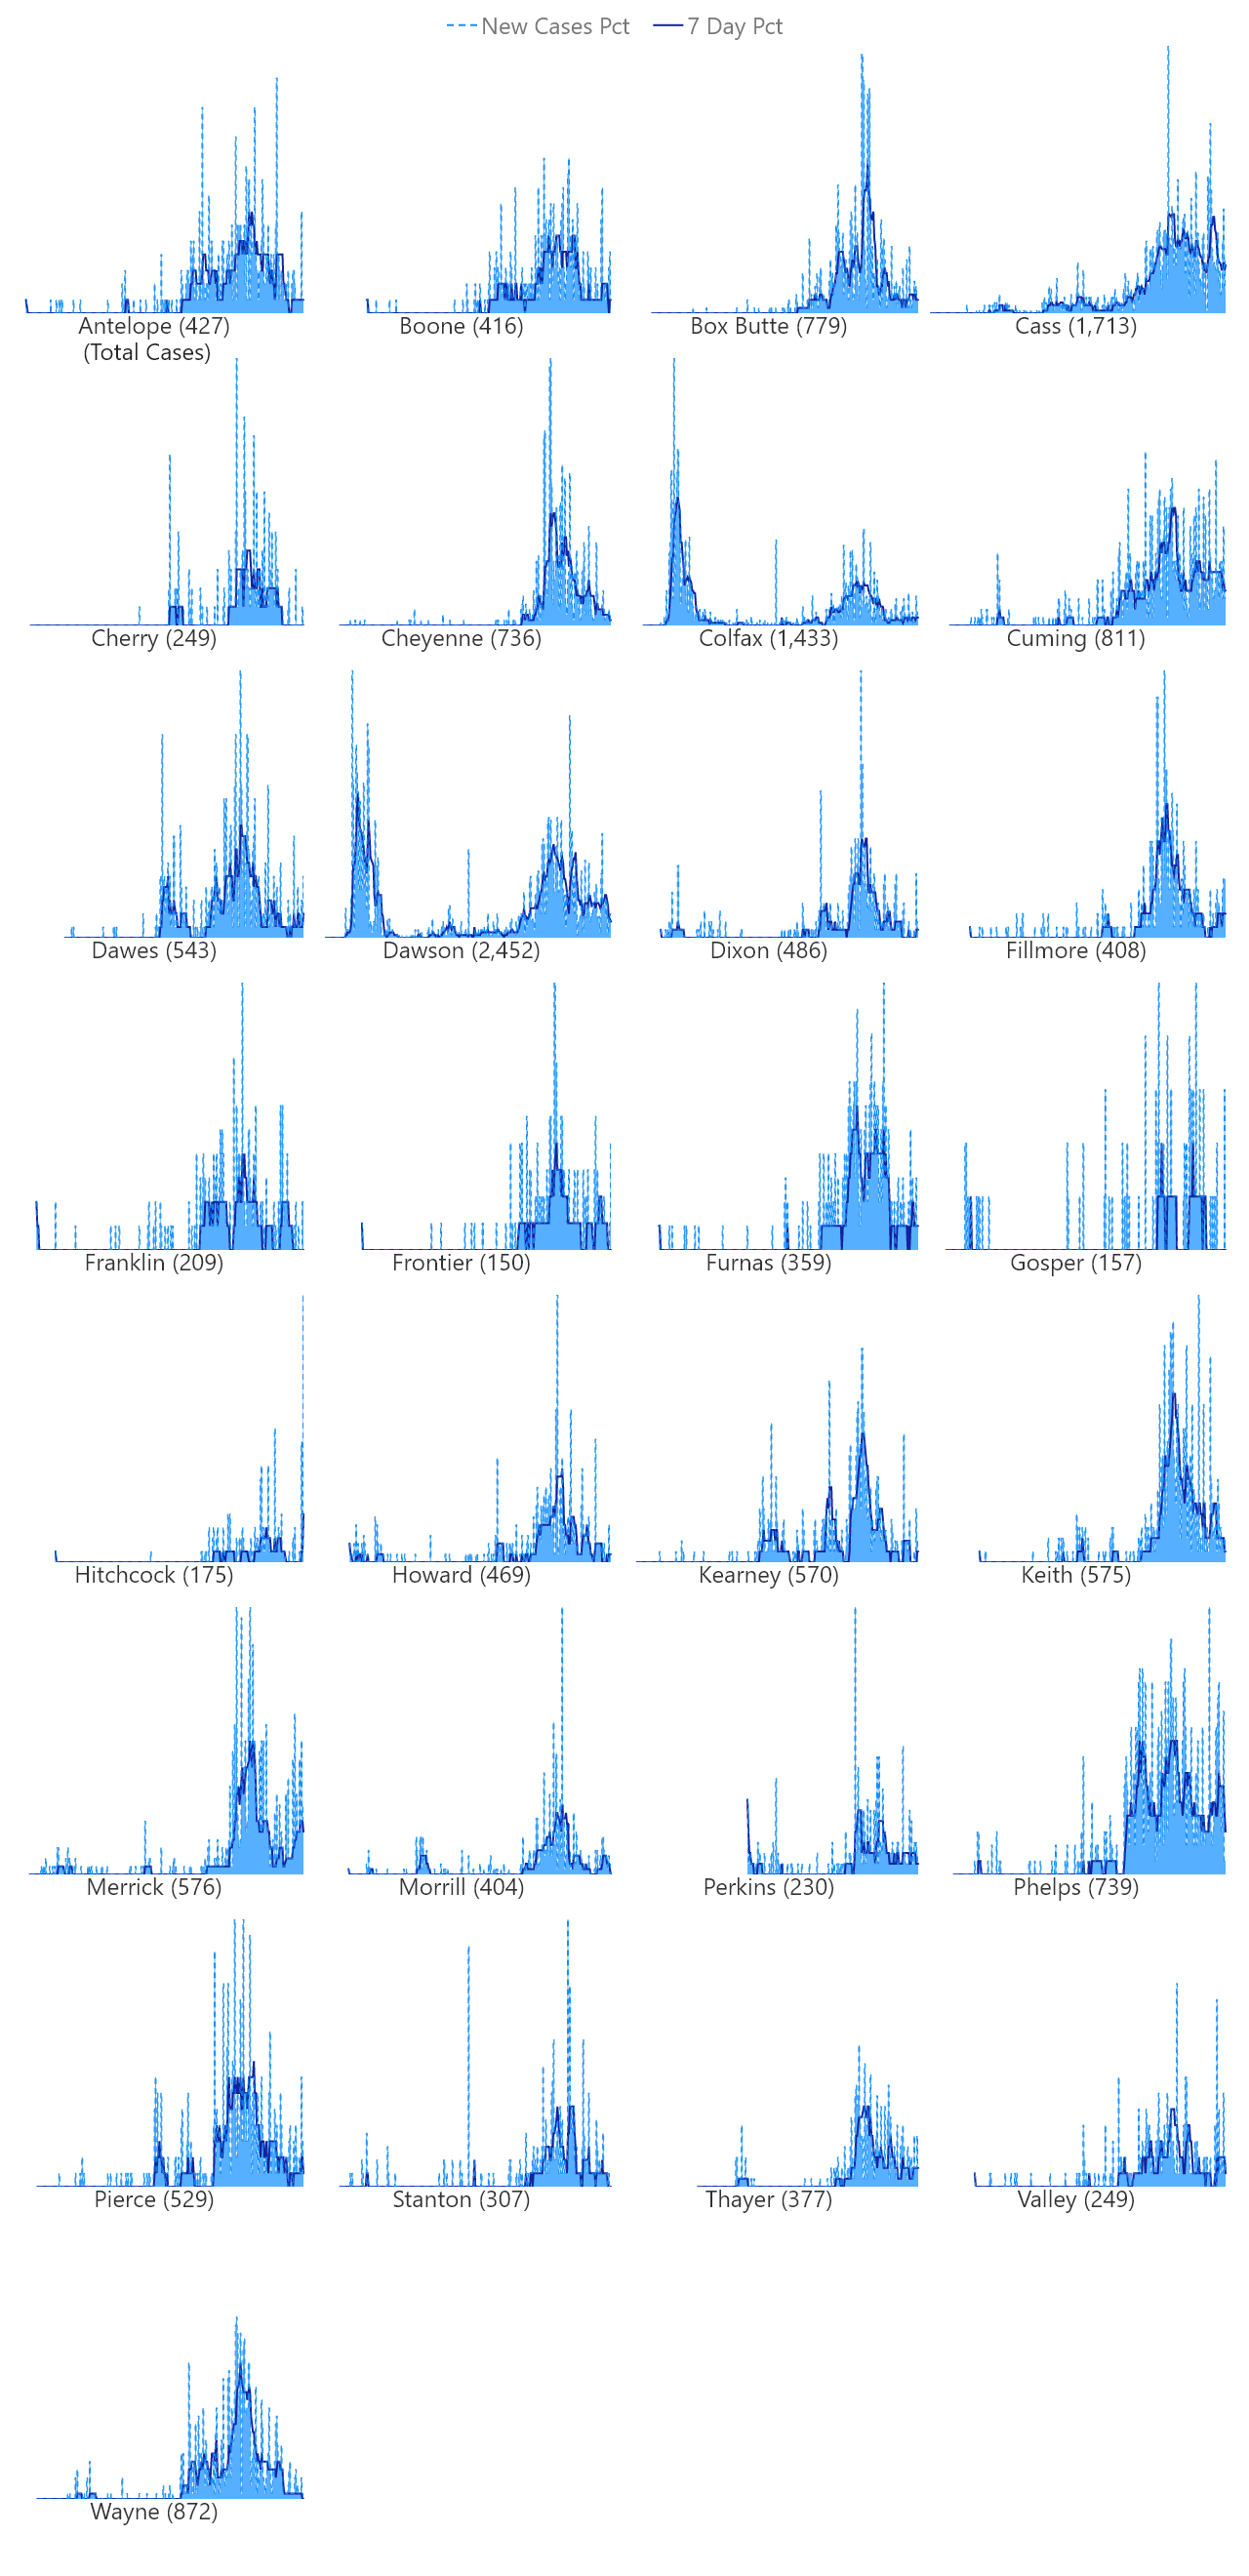 New Cases Pct 7 Day Pct
Antelope (427) Boone (416) Box Butte (779) Cass (1,713)
(Total Cases)
Cherry (249) Cheyenne (736) Colfax (1,433) Cuming (811)
Dawes (543) Dawson (2,452) Dixon (486) Fillmore (408)
Franklin (209) Frontier (150) Furnas (359) Gosper (157)
Hitchcock (175) Howard (469) Kearney (570) Keith (575)
Merrick (576) Morrill (404) Perkins (230) Phelps (739)
Pierce (529) Stanton (307) Thayer (377) Valley (249)
Wayne (872)